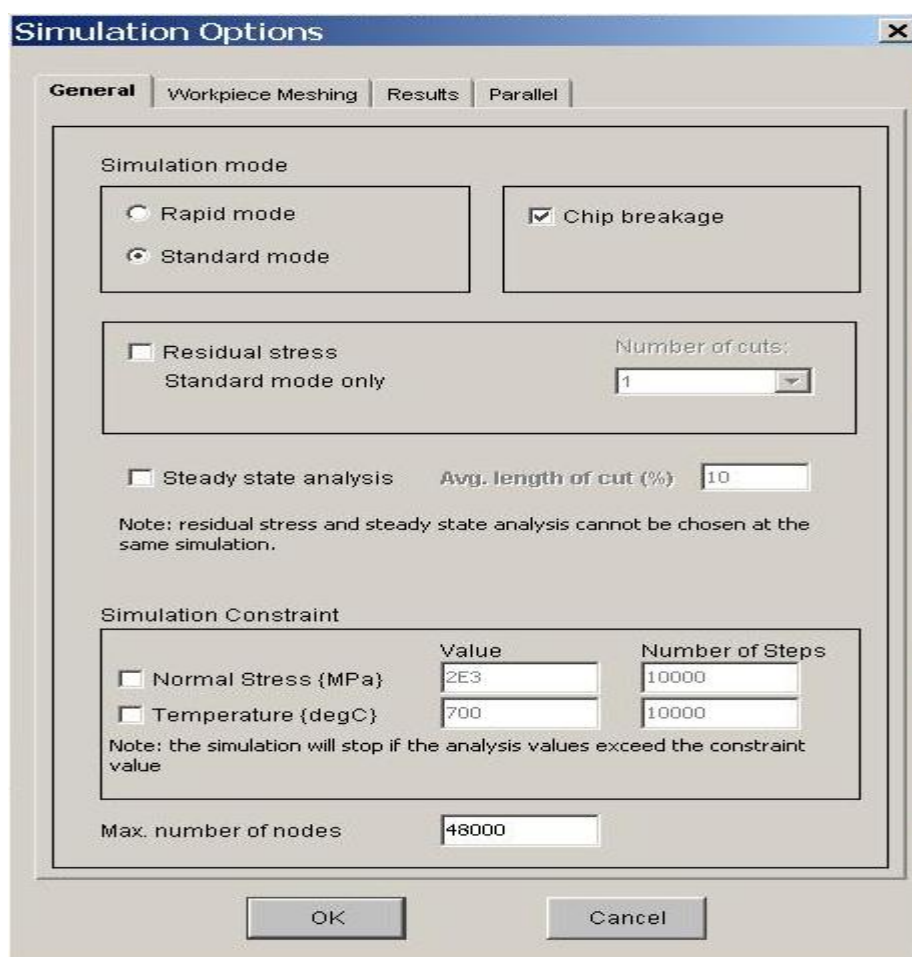 Simulation Options
General
Workpiece Meshing
Results
Parallel
Simulation mode
Rapid mode
Standard mode
Chip breakage
Residual stress
Standard mode only
Number of cuts:
1
Steady state analysis
Avg. length of cut (%)
10
Note: residual stress and steady state analysis cannot be chosen at the
same simulation.
Simulation Constraint
Value
Number of Steps
Normal Stress {MPa}
2E3
10000
Temperature {degC}
700
10000
Note: the simulation will stop if the analysis values exceed the constraint
value
Max. number of nodes
48000
OK
Cancel